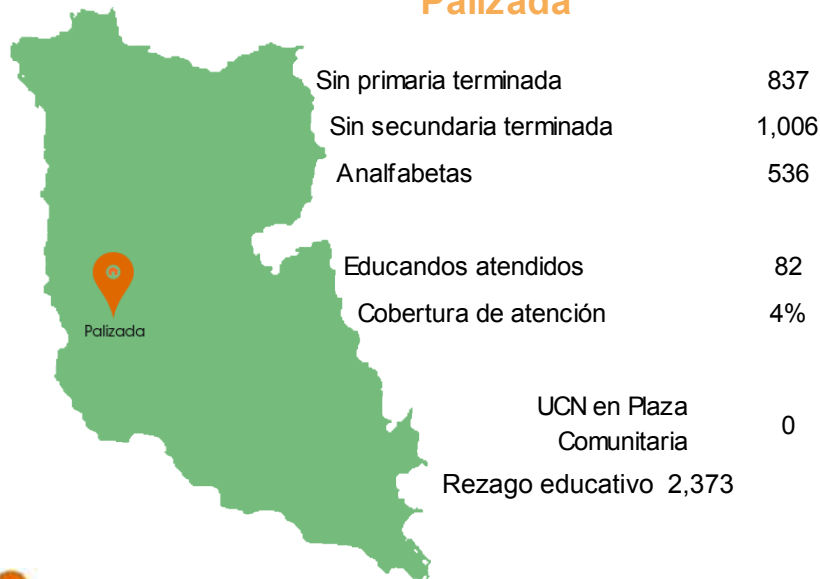 Palizada
Sin primaria terminada 837
Sin secundaria terminada 1,006
Analfabetas 536
Educandos atendidos 82
Palizada
Cobertura de atención 4%
UCN en Plaza
Comunitaria 0
Rezago educativo 2,373